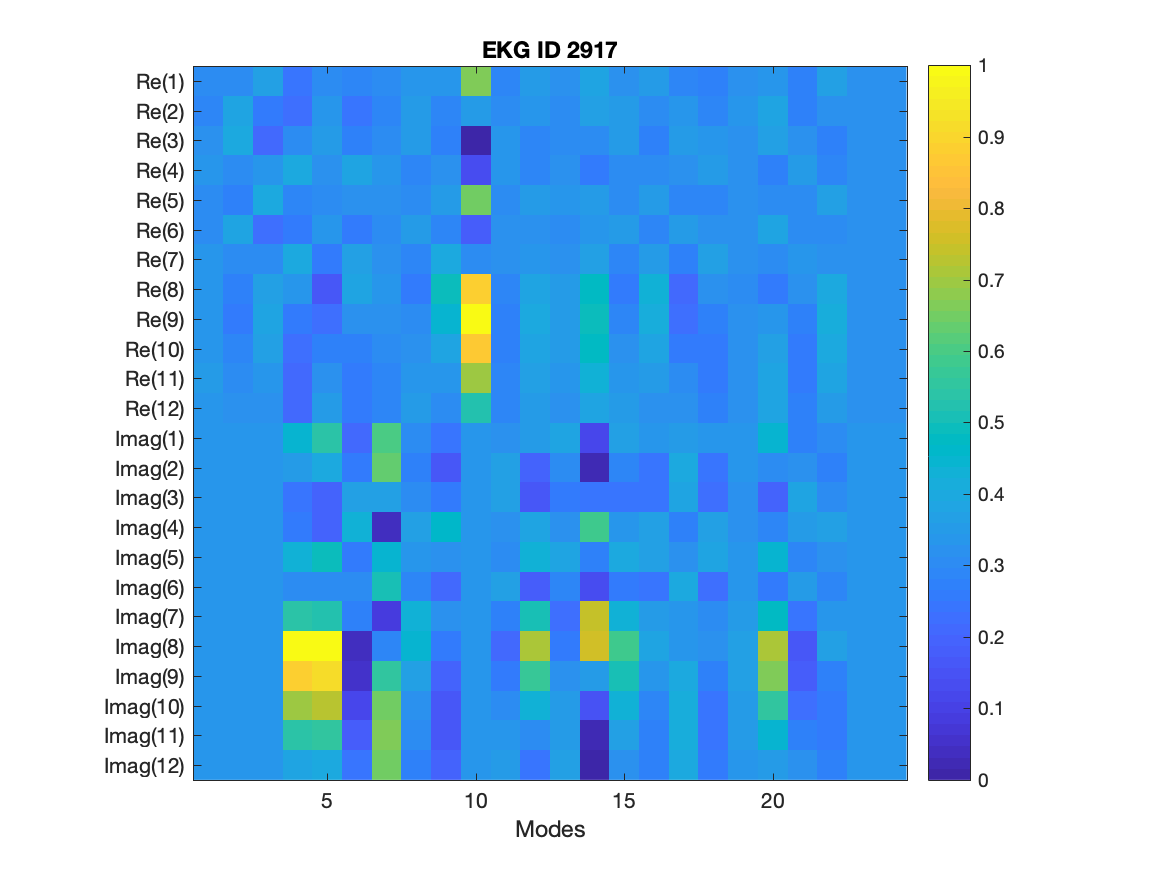 EKG ID 2917
Re(1)
Re(2)
Re(3)
Re(4)
Re(5)
Re(6)
Re(7)
Re(8)
Re(9)
Re(10)
Re(11)
Re(12)
Imag(1)
Imag(2)
Imag(3)
Imag(4)
Imag(5)
Imag(6)
Imag(7)
Imag(8)
Imag(9)
Imag(10)
Imag(11)
Imag(12)
5 10 15 20
Modes
1
0.9
0.8
0.7
0.6
0.5
0.4
0.3
0.2
0.1
0